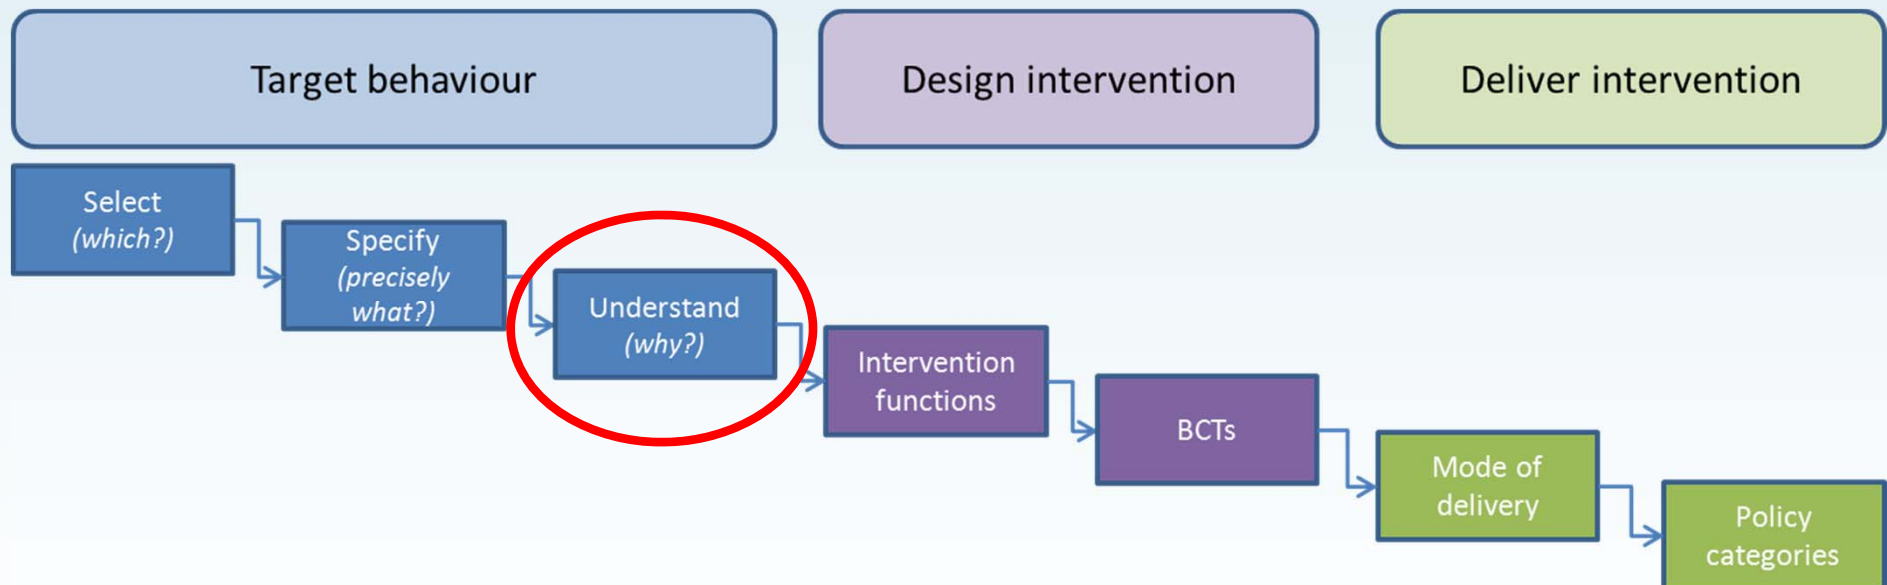 Target behaviour
Design intervention
Deliver intervention
Select
(which?)
Specify
(precisely
what?)
Understand
(why?)
Intervention
functions
BCTs
Mode of
delivery
Policy
categories